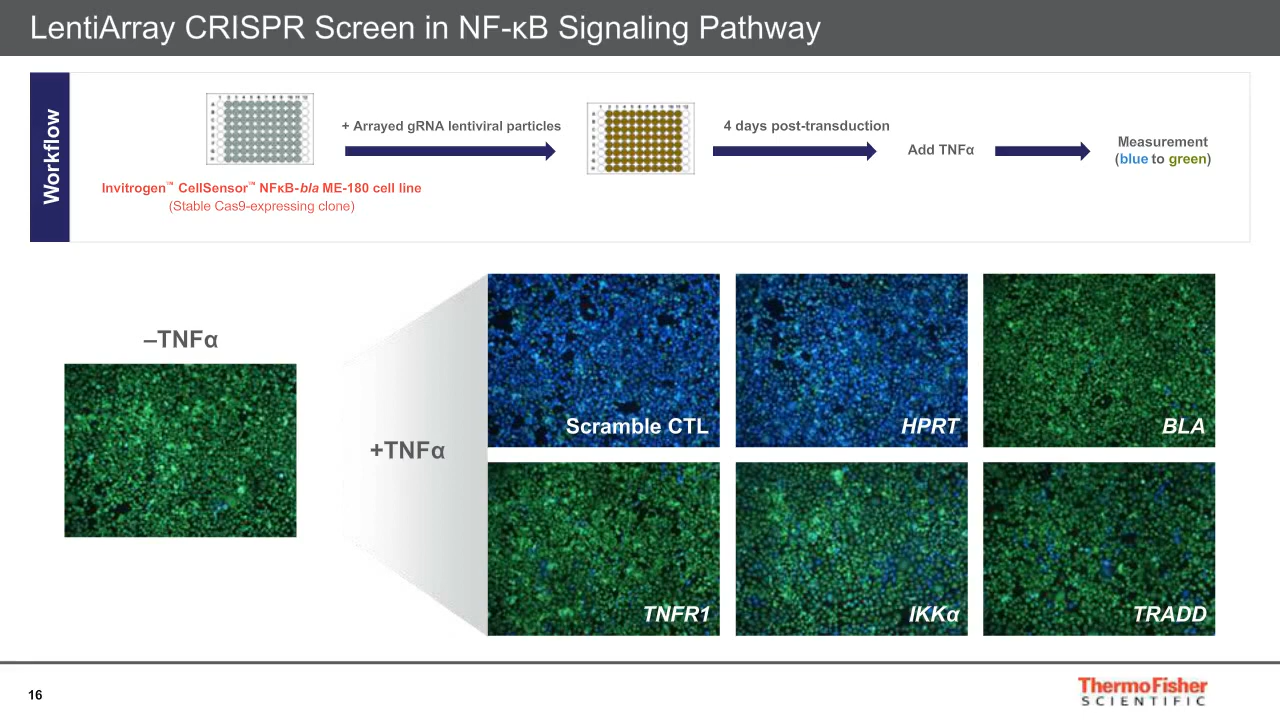 LentiArray CRISPR Screen in NF-κB Signaling Pathway
Workflow
+ Arrayed gRNA lentiviral particles
4 days post-transduction
Add TNFα
Measurement
(blue to green)
Invitrogen™ CellSensor™ NFκB-bla ME-180 cell line
(Stable Cas9-expressing clone)
–TNFα
+TNFα
Scramble CTL
HPRT
BLA
TNFR1
IKKα
TRADD
16
ThermoFisher
SCIENTIFIC